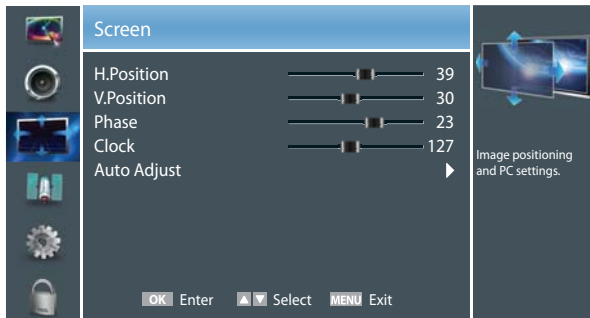 Screen
H.Position 39
V.Position 30
Phase 23
Clock 127
Auto Adjust
Image positioning
and PC settings.
OK Enter ▲ ▼ Select MENU Exit